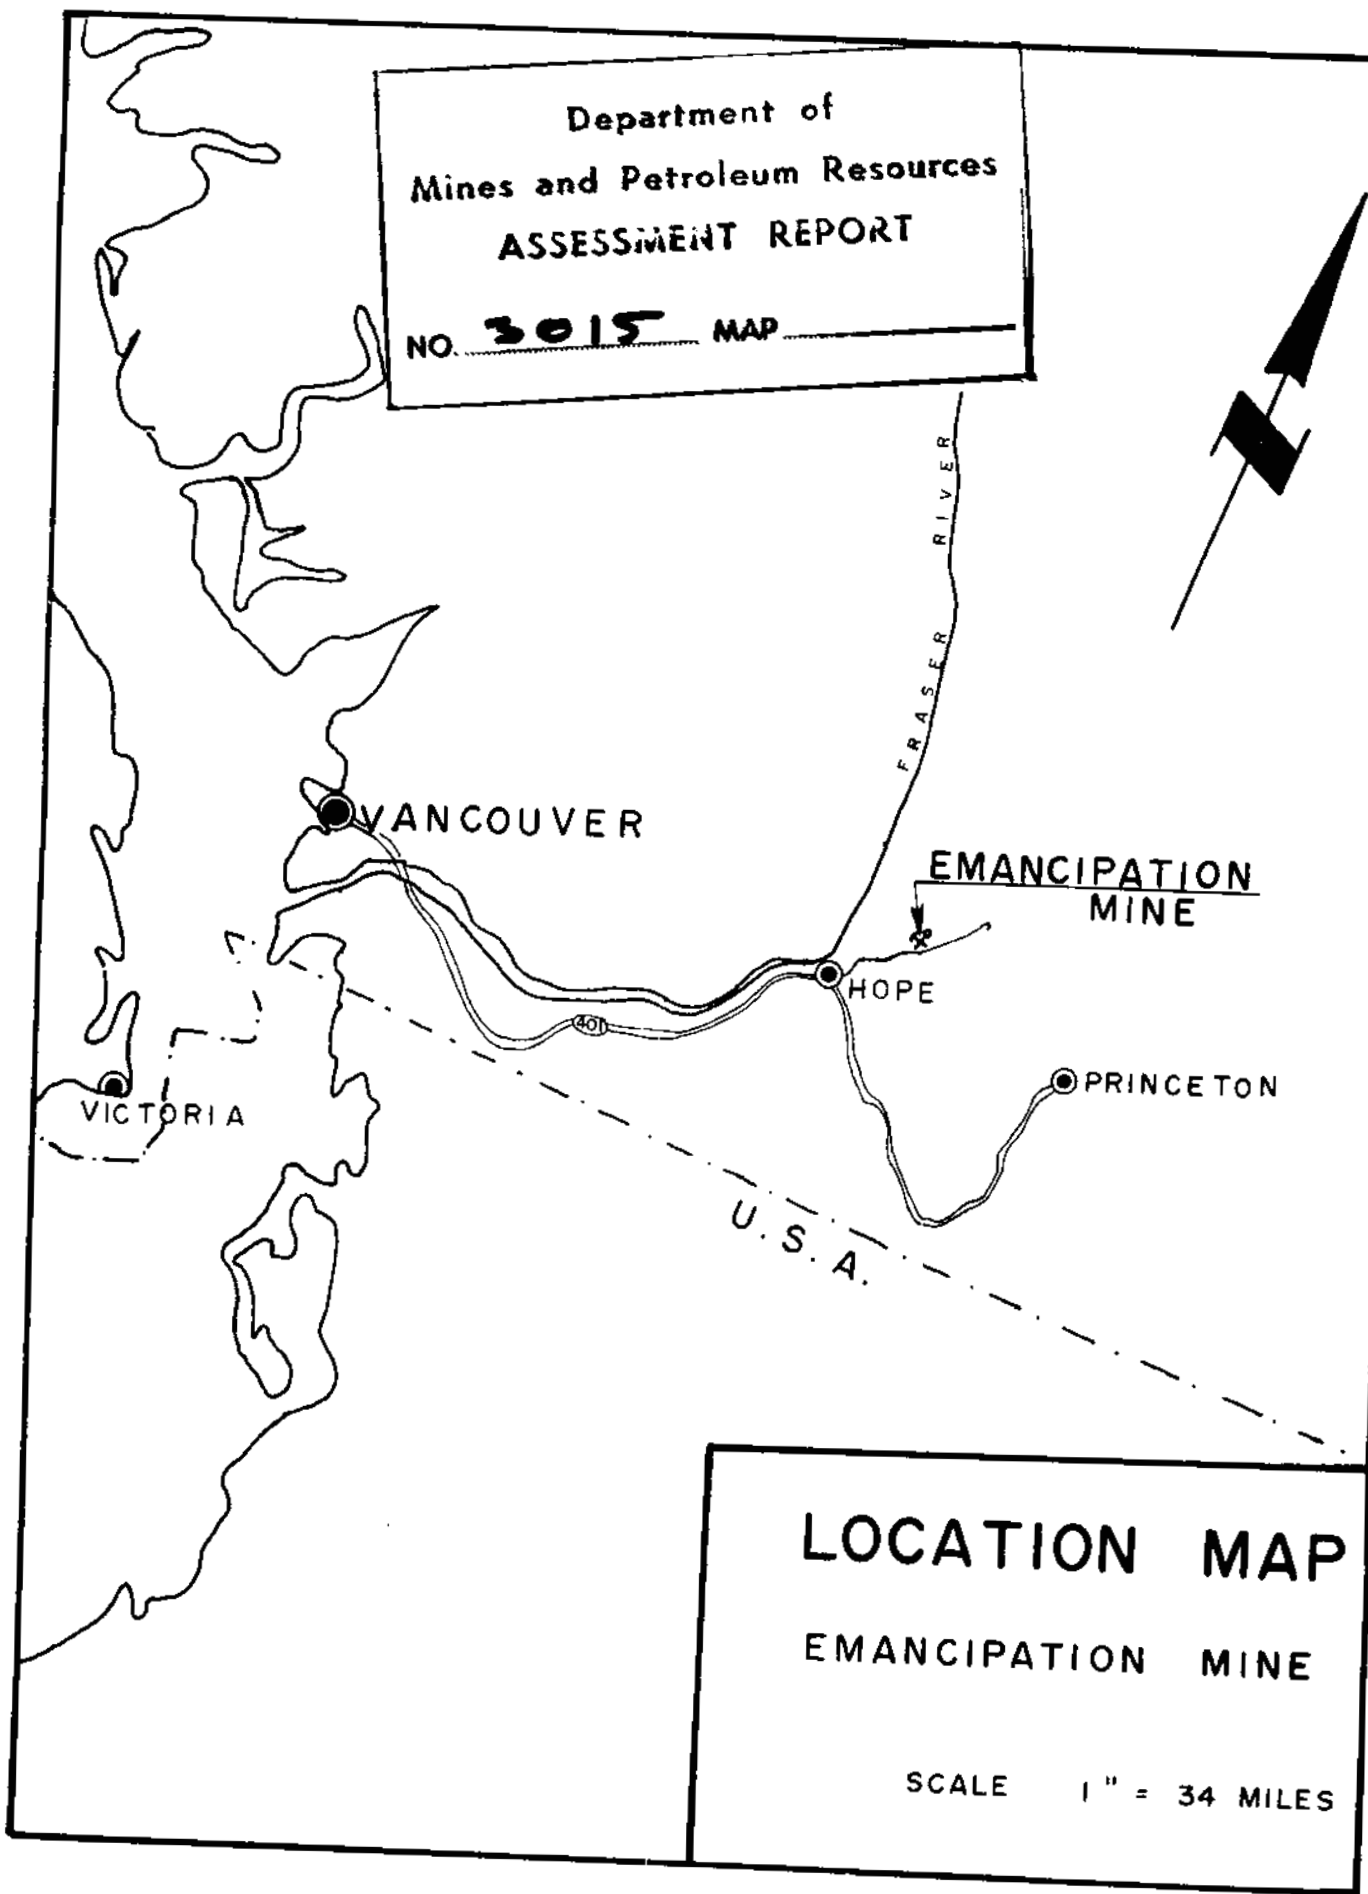 Department of
Mines and Petroleum Resources
ASSESSMENT REPORT
NO. 3015 MAP
FRASER RIVER
VANCOUVER
EMANCIPATION
MINE
HOPE
401
PRINCETON
VICTORIA
U.S.A.
LOCATION MAP
EMANCIPATION MINE
SCALE 1" = 34 MILES